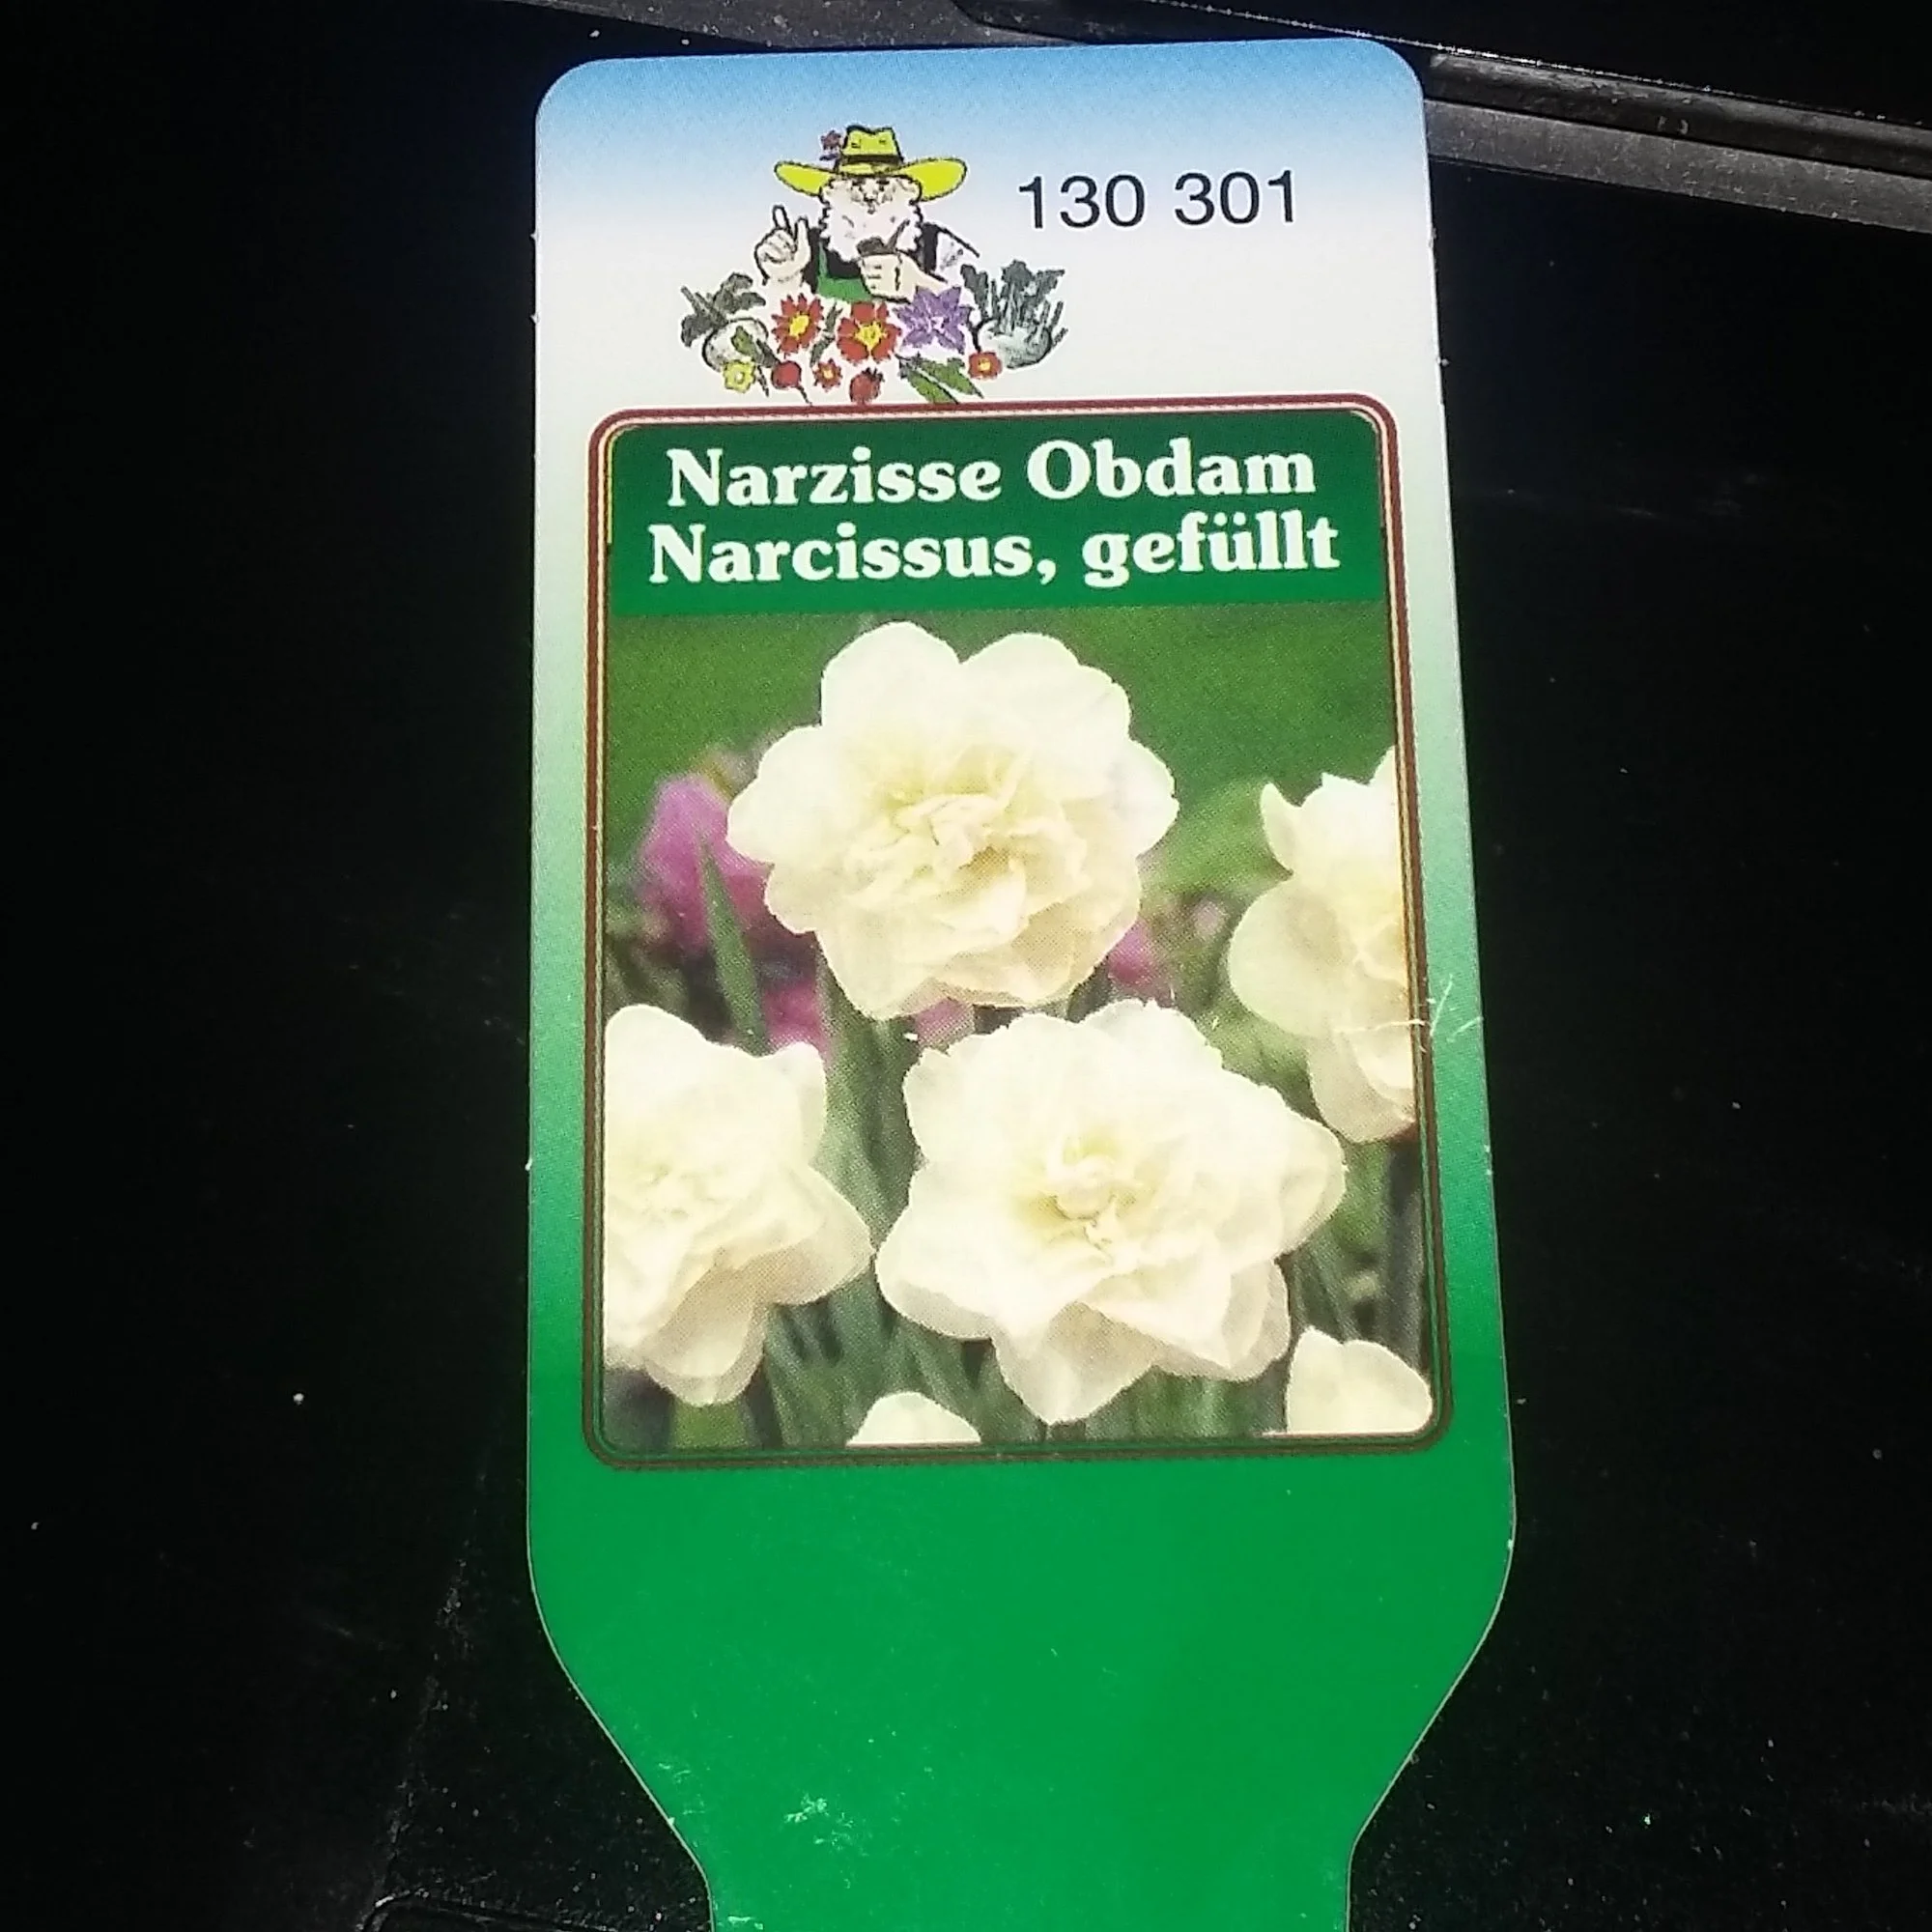 130 301
Narzisse Obdam
Narcissus, gefüllt